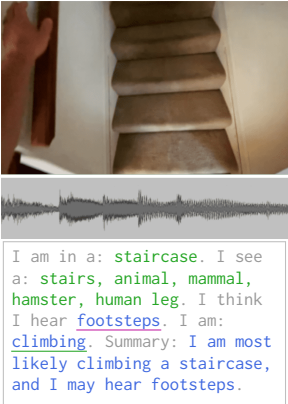 I am in a: staircase. I see
a: stairs, animal, mammal,
hamster, human leg. I think
I hear footsteps. I am:
climbing. Summary: I am most
likely climbing a staircase,
and I may hear footsteps.